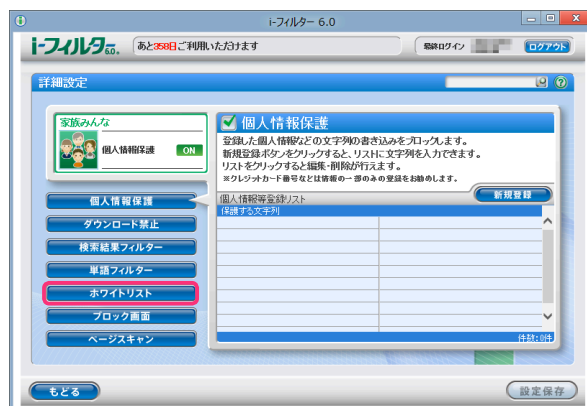 i-フィルター 6.0
i-フィルター 6.0.
あと358日ご利用いただけます
最終ログイン
ログアウト
詳細設定
家族みんな
個人情報保護 ON
個人情報保護
ダウンロード禁止
検索結果フィルター
単語フィルター
ホワイトリスト
ブロック画面
ページスキャン
個人情報保護
登録した個人情報などの文字列の書き込みをブロックします。
新規登録ボタンをクリックすると、リストに文字列を入力できます。
リストをクリックすると編集・削除が行えます。
※クレジットカード番号などは情報の一部のみの登録をお勧めします。
個人情報等登録リスト
新規登録
保護する文字列
件数:0件
もどる
設定保存